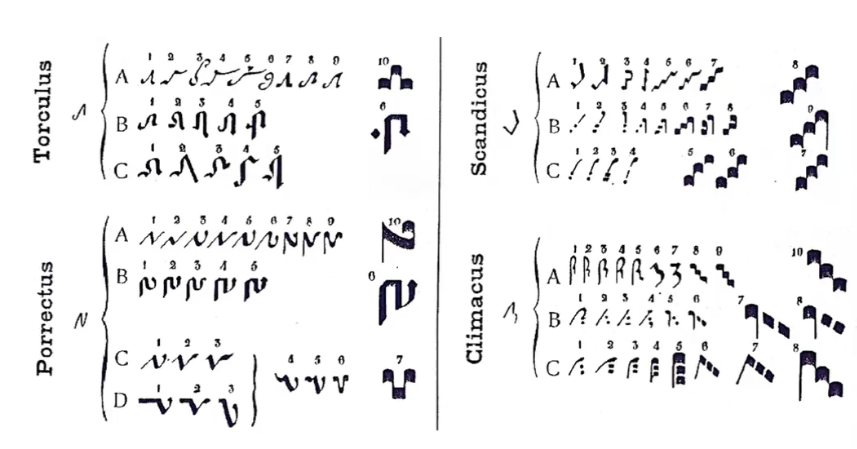 Torculus
1 2 3 4 5 6 7 8 9 10
A
1 2 3 4 5 6
B
1 2 3 4 5
C
Porrectus
1 2 3 4 5 6 7 8 9 10
A
1 2 3 4 5 6
B
1 2 3 4 5 6 7
C
1 2 3
D
Scandicus
1 2 3 4 5 6 7 8
A
1 2 3 4 5 6 7 8 9
B
1 2 3 4 5 6 7
C
Climacus
1 2 3 4 5 6 7 8 9 10
A
1 2 3 4 5 6 7 8
B
1 2 3 4 5 6 7 8
C